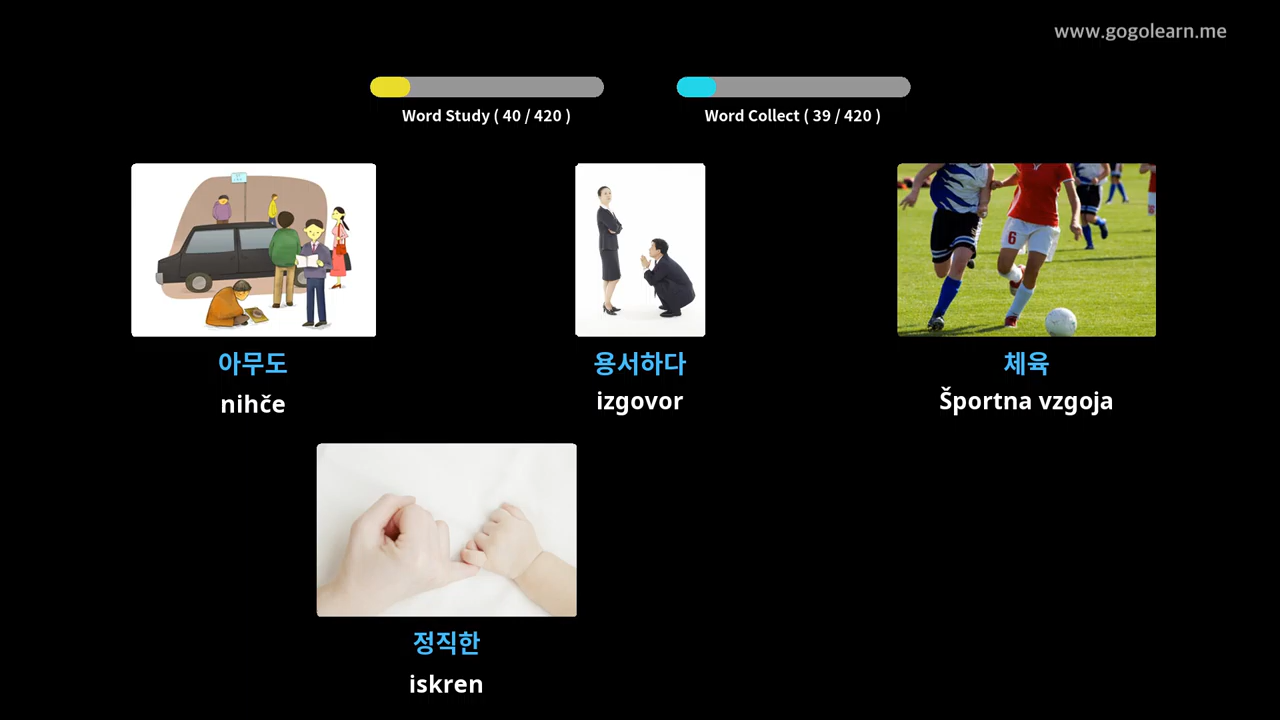 www.gogolearn.me
Word Study ( 40 / 420 )
Word Collect ( 39 / 420 )
아무도
nihče
용서하다
izgovor
체육
Športna vzgoja
6
정직한
iskren